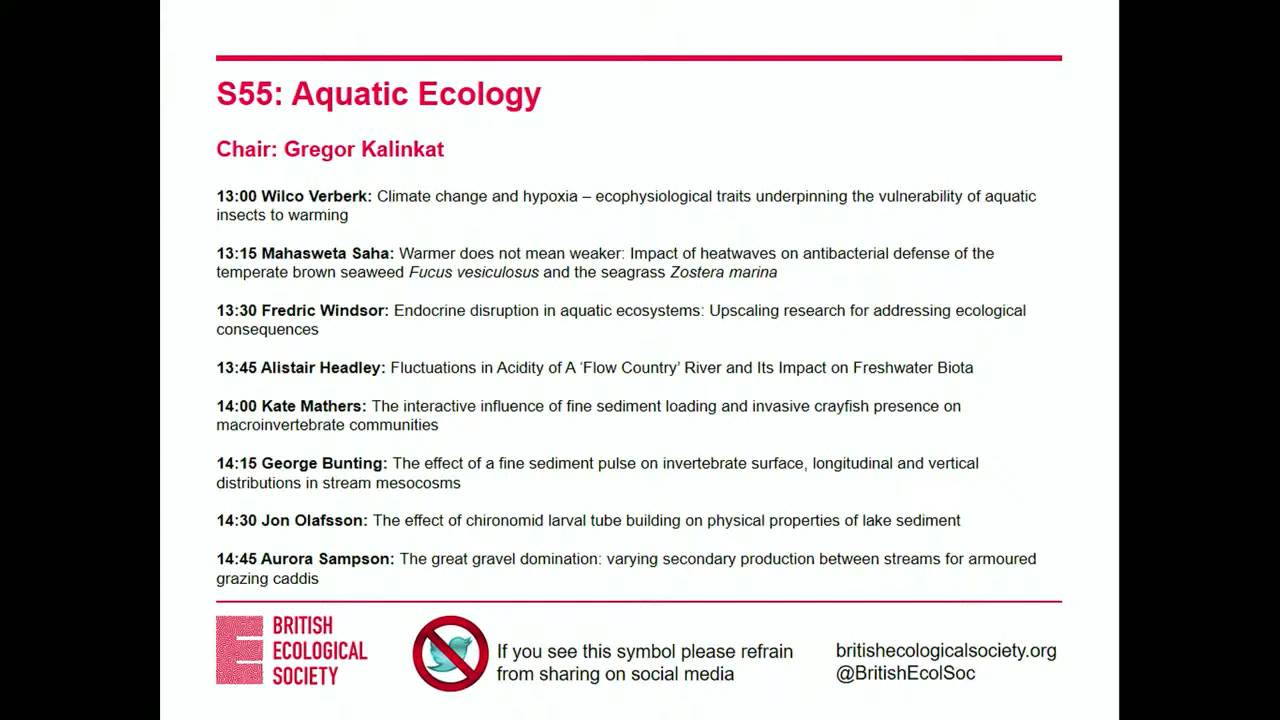 S55: Aquatic Ecology
Chair: Gregor Kalinkat
13:00 Wilco Verberk: Climate change and hypoxia – ecophysiological traits underpinning the vulnerability of aquatic
insects to warming
13:15 Mahasweta Saha: Warmer does not mean weaker: Impact of heatwaves on antibacterial defense of the
temperate brown seaweed Fucus vesiculosus and the seagrass Zostera marina
13:30 Fredric Windsor: Endocrine disruption in aquatic ecosystems: Upscaling research for addressing ecological
consequences
13:45 Alistair Headley: Fluctuations in Acidity of A ‘Flow Country’ River and Its Impact on Freshwater Biota
14:00 Kate Mathers: The interactive influence of fine sediment loading and invasive crayfish presence on
macroinvertebrate communities
14:15 George Bunting: The effect of a fine sediment pulse on invertebrate surface, longitudinal and vertical
distributions in stream mesocosms
14:30 Jon Olafsson: The effect of chironomid larval tube building on physical properties of lake sediment
14:45 Aurora Sampson: The great gravel domination: varying secondary production between streams for armoured
grazing caddis
BRITISH
ECOLOGICAL
SOCIETY
If you see this symbol please refrain
from sharing on social media
britishecologicalsociety.org
@BritishEcolSoc